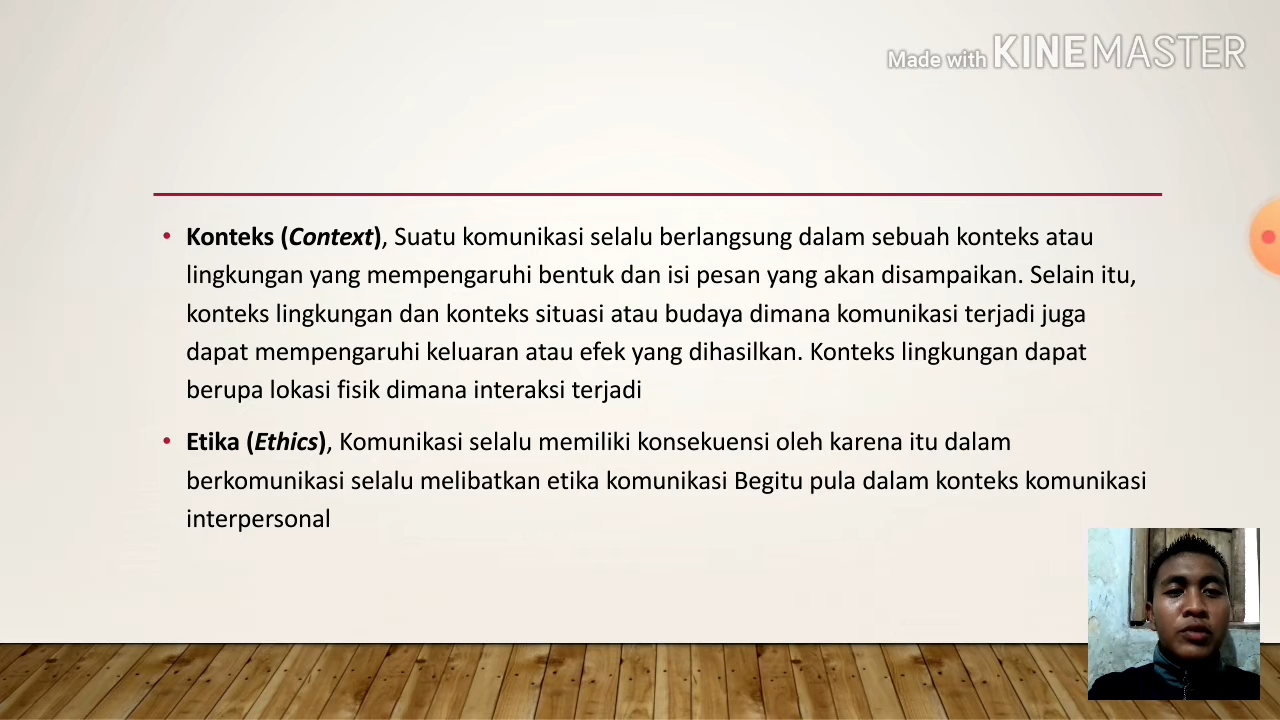 Made with KINEMASTER
• Konteks (Context), Suatu komunikasi selalu berlangsung dalam sebuah konteks atau
lingkungan yang mempengaruhi bentuk dan isi pesan yang akan disampaikan. Selain itu,
konteks lingkungan dan konteks situasi atau budaya dimana komunikasi terjadi juga
dapat mempengaruhi keluaran atau efek yang dihasilkan. Konteks lingkungan dapat
berupa lokasi fisik dimana interaksi terjadi
• Etika (Ethics), Komunikasi selalu memiliki konsekuensi oleh karena itu dalam
berkomunikasi selalu melibatkan etika komunikasi Begitu pula dalam konteks komunikasi
interpersonal